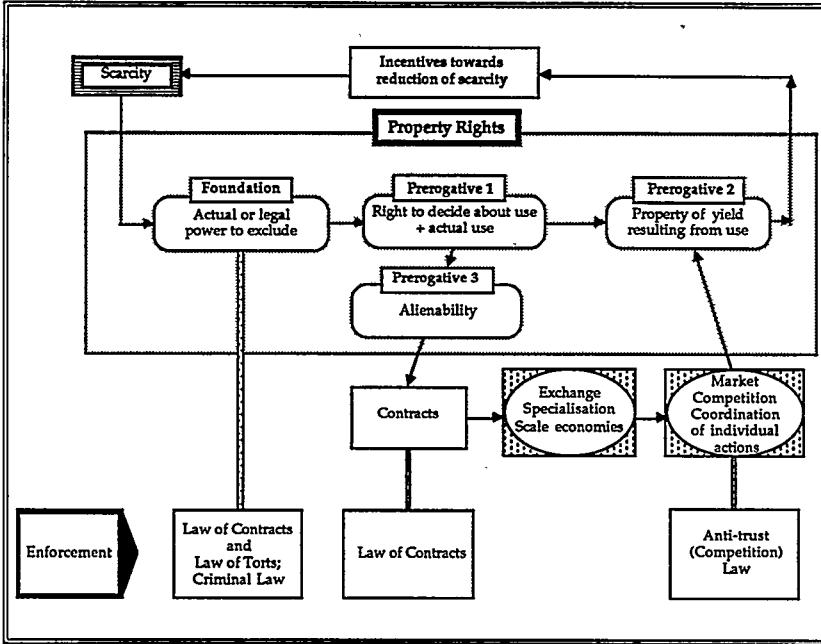 Scarcity
Incentives towards
reduction of scarcity
Property Rights
Foundation
Actual or legal
power to exclude
Prerogative 1
Right to decide about use
+ actual use
Prerogative 2
Property of yield
resulting from use
Prerogative 3
Alienability
Contracts
Exchange
Specialisation
Scale economies
Market
Competition
Coordination
of individual
actions
Enforcement
Law of Contracts
and
Law of Torts;
Criminal Law
Law of Contracts
Anti-trust
(Competition)
Law